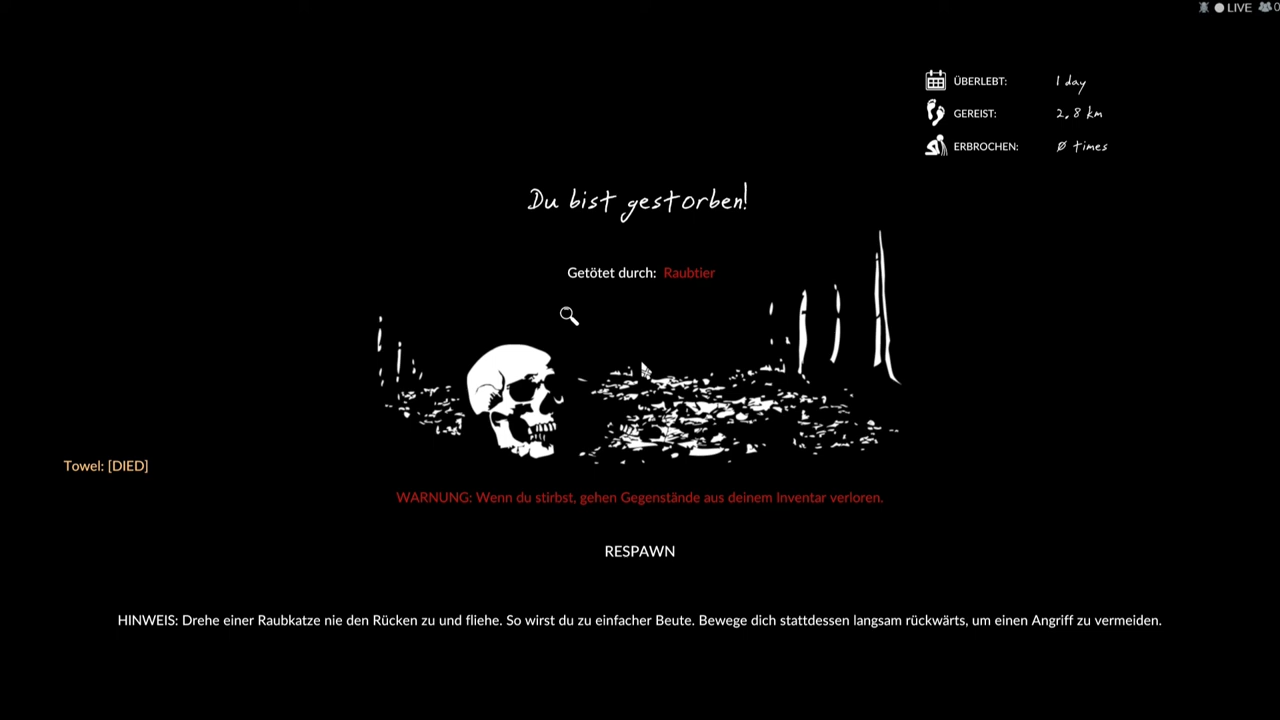 LIVE 0
ÜBERLEBT: 1 day
GEREIST: 2,8 km
ERBROCHEN: 0 times
Du bist gestorben!
Getötet durch: Raubtier
Towel: [DIED]
WARNUNG: Wenn du stirbst, gehen Gegenstände aus deinem Inventar verloren.
RESPAWN
HINWEIS: Drehe einer Raubkatze nie den Rücken zu und fliehe. So wirst du zu einfacher Beute. Bewege dich stattdessen langsam rückwärts, um einen Angriff zu vermeiden.